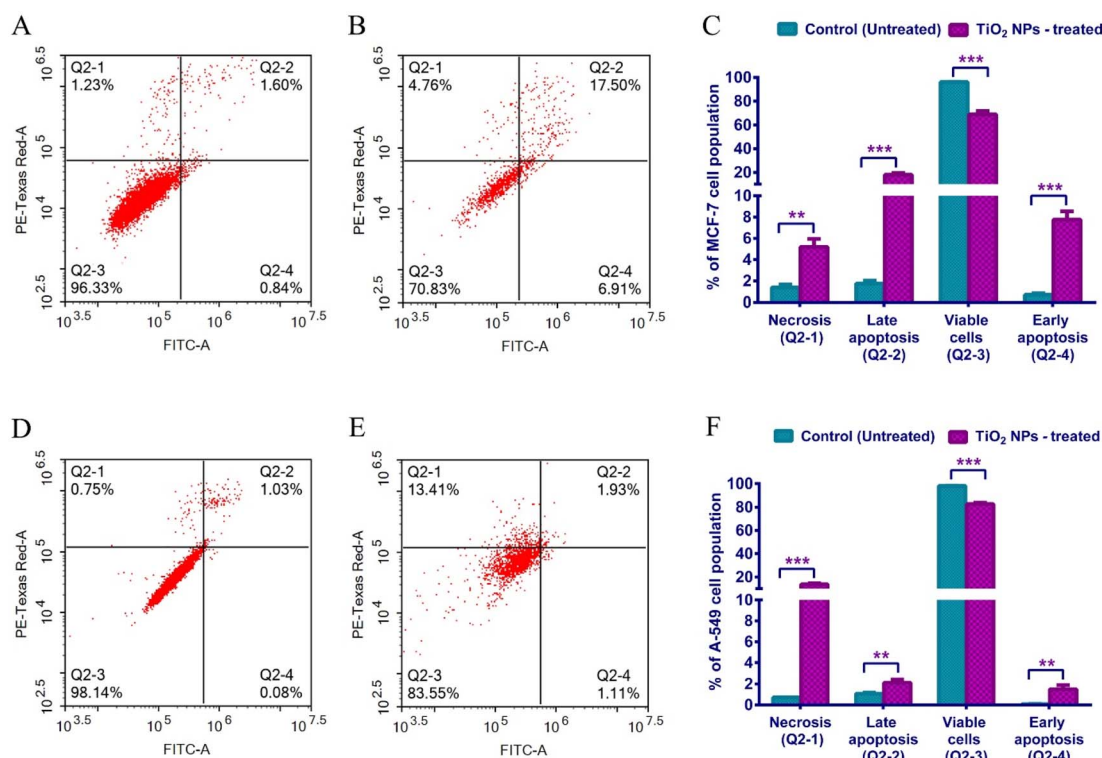 A
Q2-1
1.23%
Q2-2
1.60%
Q2-3
96.33%
Q2-4
0.84%
PE-Texas Red-A
10^6.5
10^5
10^4
10^2.5
10^3.5
10^5
10^6
10^7.5
FITC-A
B
Q2-1
4.76%
Q2-2
17.50%
Q2-3
70.83%
Q2-4
6.91%
PE-Texas Red-A
10^6.5
10^5
10^4
10^2.5
10^3.5
10^5
10^6
10^7.5
FITC-A
C
Control (Untreated)
TiO₂ NPs - treated
% of MCF-7 cell population
100
80
60
40
20
10
8
6
4
2
0
**
***
***
***
Necrosis
(Q2-1)
Late
apoptosis
(Q2-2)
Viable
cells
(Q2-3)
Early
apoptosis
(Q2-4)
D
Q2-1
0.75%
Q2-2
1.03%
Q2-3
98.14%
Q2-4
0.08%
PE-Texas Red-A
10^6.5
10^5
10^4
10^2.5
10^3.5
10^5
10^6
10^7.5
FITC-A
E
Q2-1
13.41%
Q2-2
1.93%
Q2-3
83.55%
Q2-4
1.11%
PE-Texas Red-A
10^6.5
10^5
10^4
10^2.5
10^3.5
10^5
10^6
10^7.5
FITC-A
F
Control (Untreated)
TiO₂ NPs - treated
% of A-549 cell population
100
80
60
40
20
10
8
6
4
2
0
***
**
***
**
Necrosis
(Q2-1)
Late
apoptosis
(Q2-2)
Viable
cells
(Q2-3)
Early
apoptosis
(Q2-4)